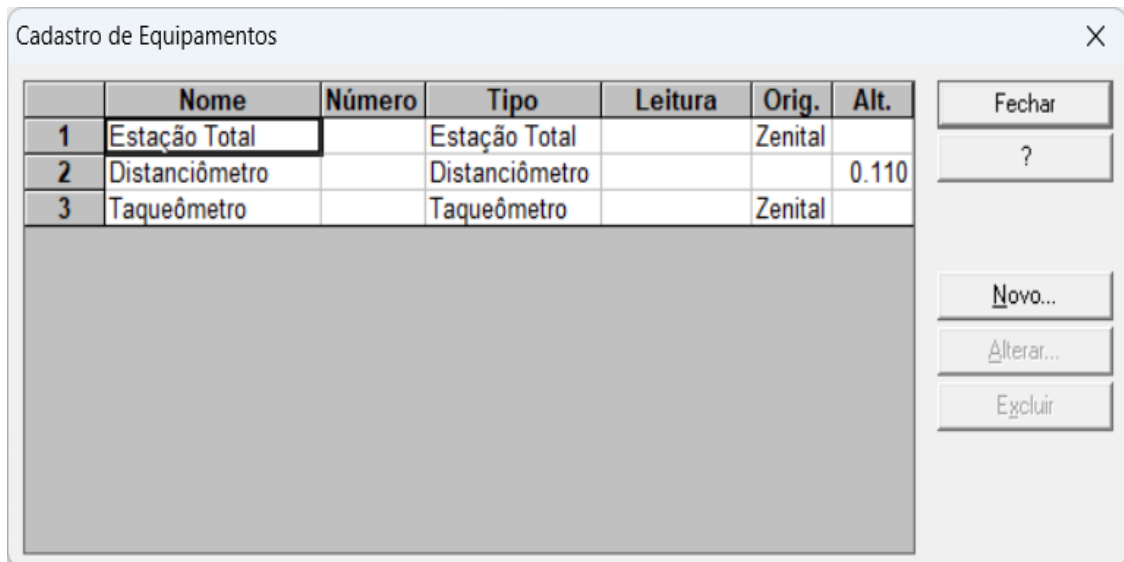 Cadastro de Equipamentos
Nome Número Tipo Leitura Orig. Alt.
1 Estação Total Estação Total Zenital
2 Distanciômetro Distanciômetro 0.110
3 Taqueômetro Taqueômetro Zenital
Fechar
?
Novo...
Alterar...
Excluir